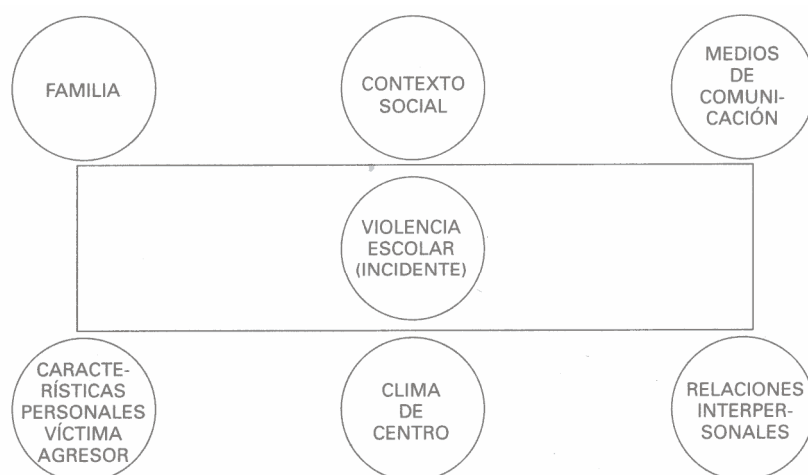 FAMILIA
CONTEXTO
SOCIAL
MEDIOS
DE
COMUNI-
CACIÓN
VIOLENCIA
ESCOLAR
(INCIDENTE)
CARACTE-
RÍSTICAS
PERSONALES
VÍCTIMA
AGRESOR
CLIMA
DE
CENTRO
RELACIONES
INTERPER-
SONALES